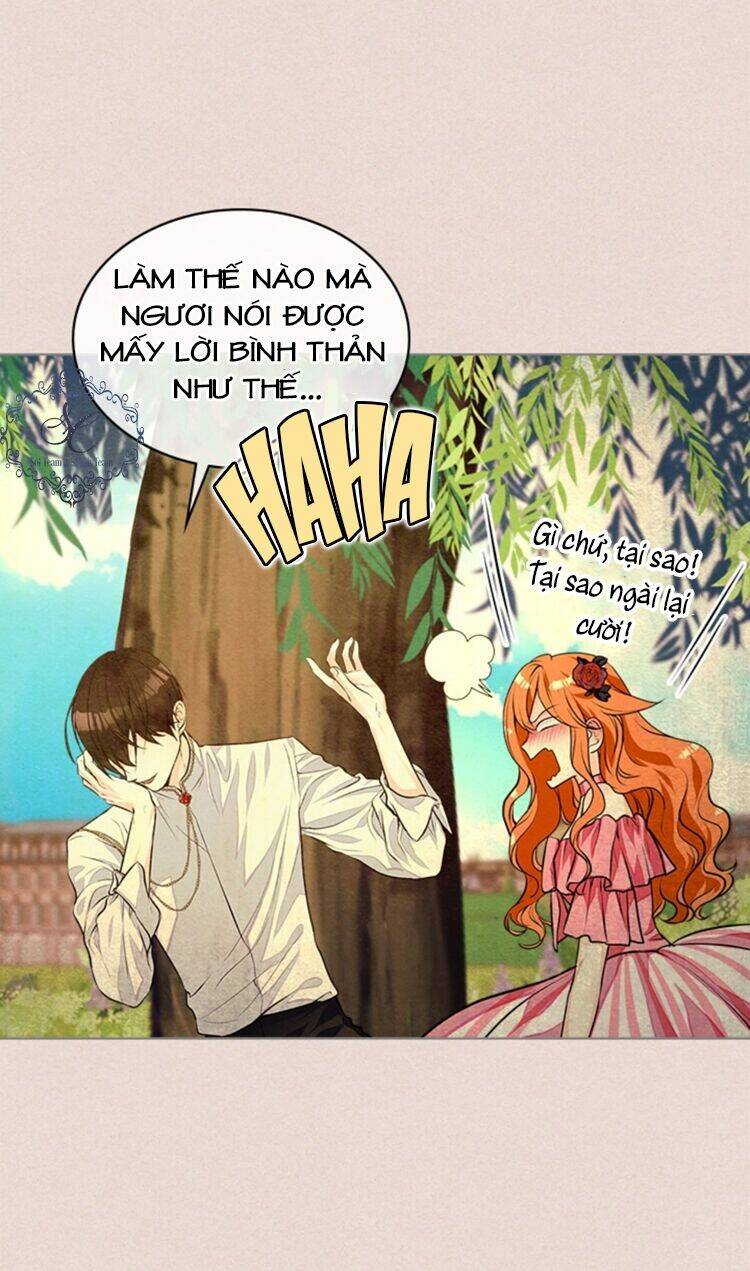 LÀM THẾ NÀO MÀ
NGƯƠI NÓI ĐƯỢC
MẤY LỜI BÌNH THẢN
NHƯ THẾ...
HAHA
Gì chứ, tại sao!
Tại sao ngài lại
cười!
Team